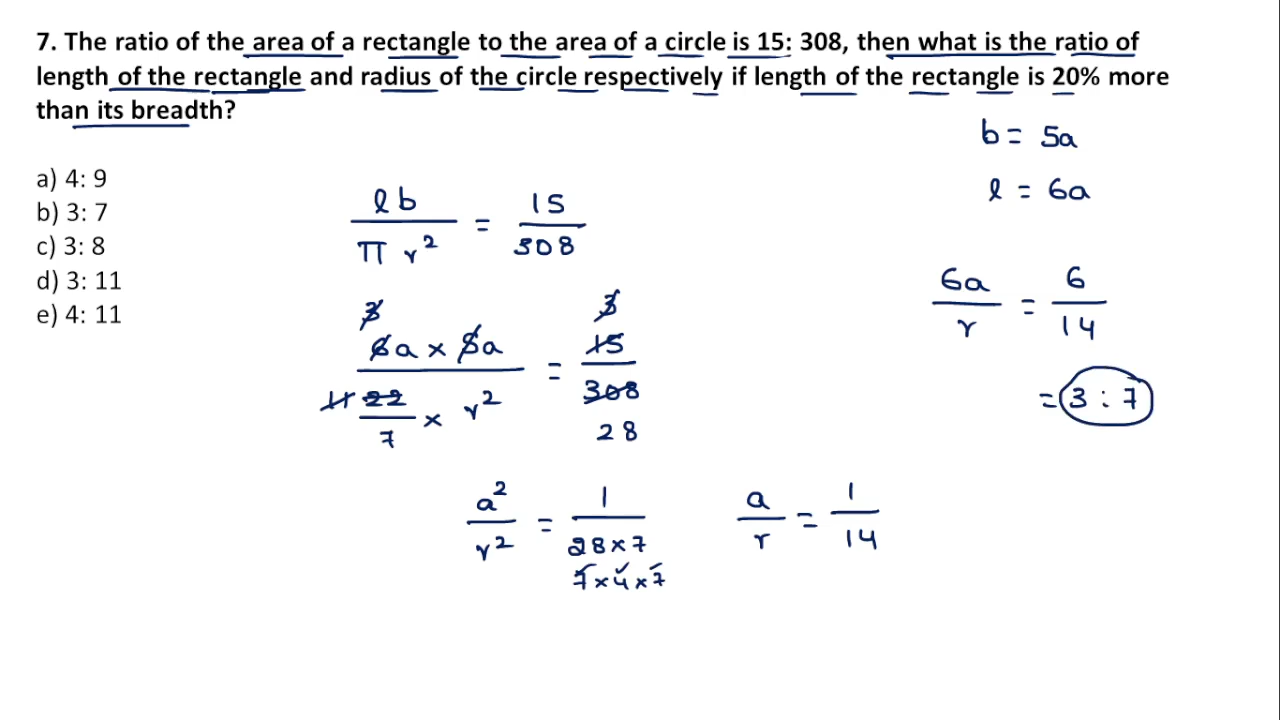 7. The ratio of the area of a rectangle to the area of a circle is 15: 308, then what is the ratio of
length of the rectangle and radius of the circle respectively if length of the rectangle is 20% more
than its breadth?
b = 5a
l = 6a
a) 4: 9
b) 3: 7
c) 3: 8
d) 3: 11
e) 4: 11
lb / π r² = 15 / 308
3 3
6a × 5a / 11 22/7 × r² = 15 / 308
28
6a / r = 6 / 14
= 3 : 7
a² / r² = 1 / 28 × 7
7 × 4 × 7
a / r = 1 / 14